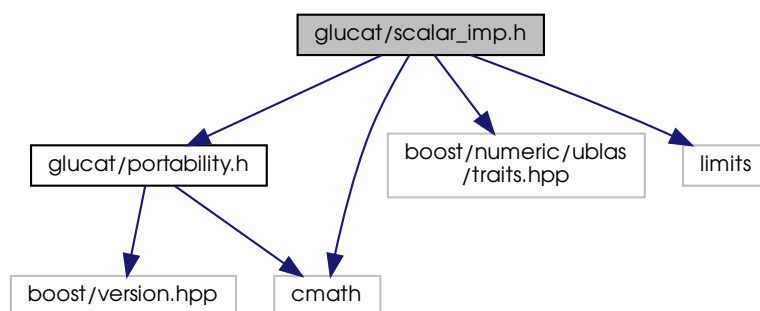 glucat/scalar_imp.h
glucat/portability.h
boost/numeric/ublas
/traits.hpp
limits
boost/version.hpp
cmath